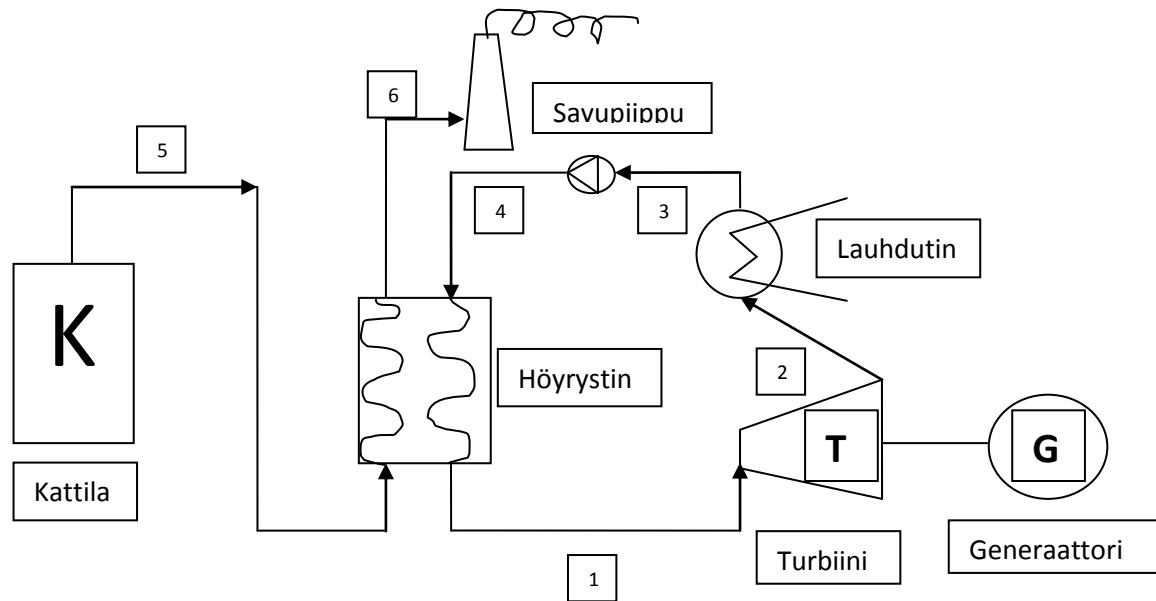 6
Savupiippu
5
4
3
Lauhdutin
K
Höyrystin
2
T
G
Kattila
Turbiini
Generaattori
1